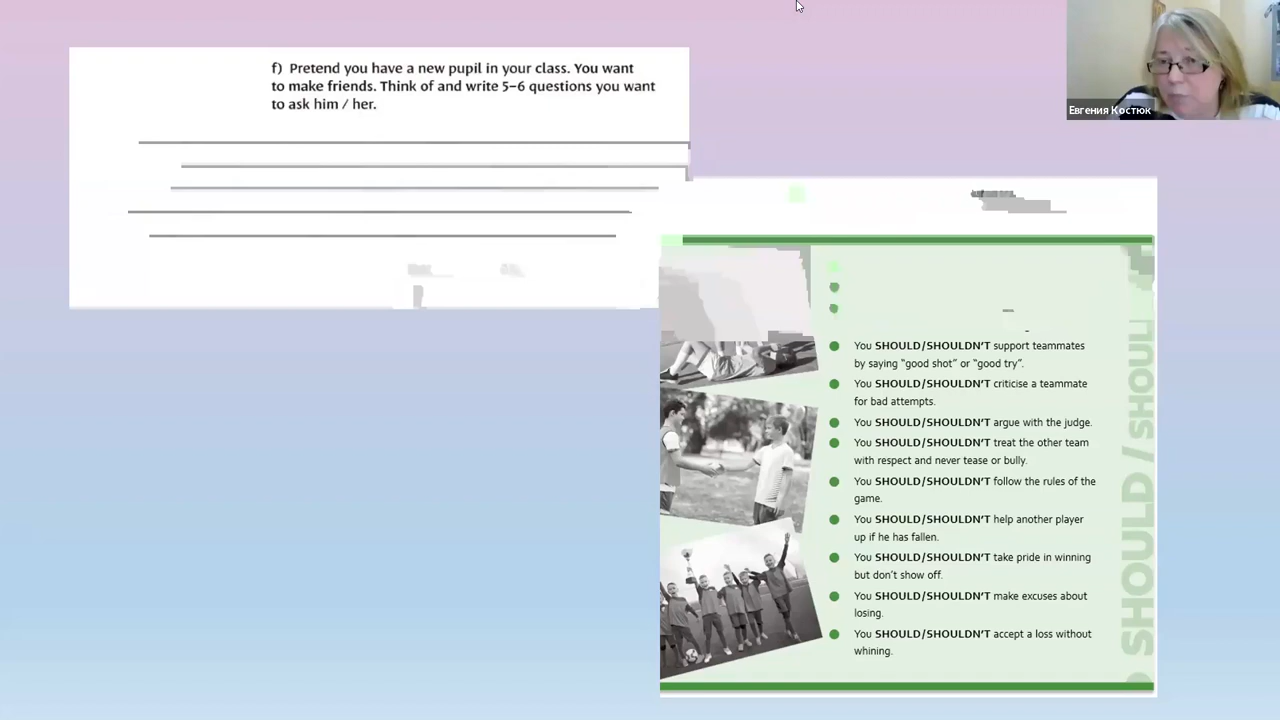 f) Pretend you have a new pupil in your class. You want
to make friends. Think of and write 5–6 questions you want
to ask him / her.
Евгения Костюк
You SHOULD/SHOULDN'T support teammates
by saying “good shot” or “good try”.
You SHOULD/SHOULDN'T criticise a teammate
for bad attempts.
You SHOULD/SHOULDN'T argue with the judge.
You SHOULD/SHOULDN'T treat the other team
with respect and never tease or bully.
You SHOULD/SHOULDN'T follow the rules of the
game.
You SHOULD/SHOULDN'T help another player
up if he has fallen.
You SHOULD/SHOULDN'T take pride in winning
but don't show off.
You SHOULD/SHOULDN'T make excuses about
losing.
You SHOULD/SHOULDN'T accept a loss without
whining.
SHOULD / SHOUL